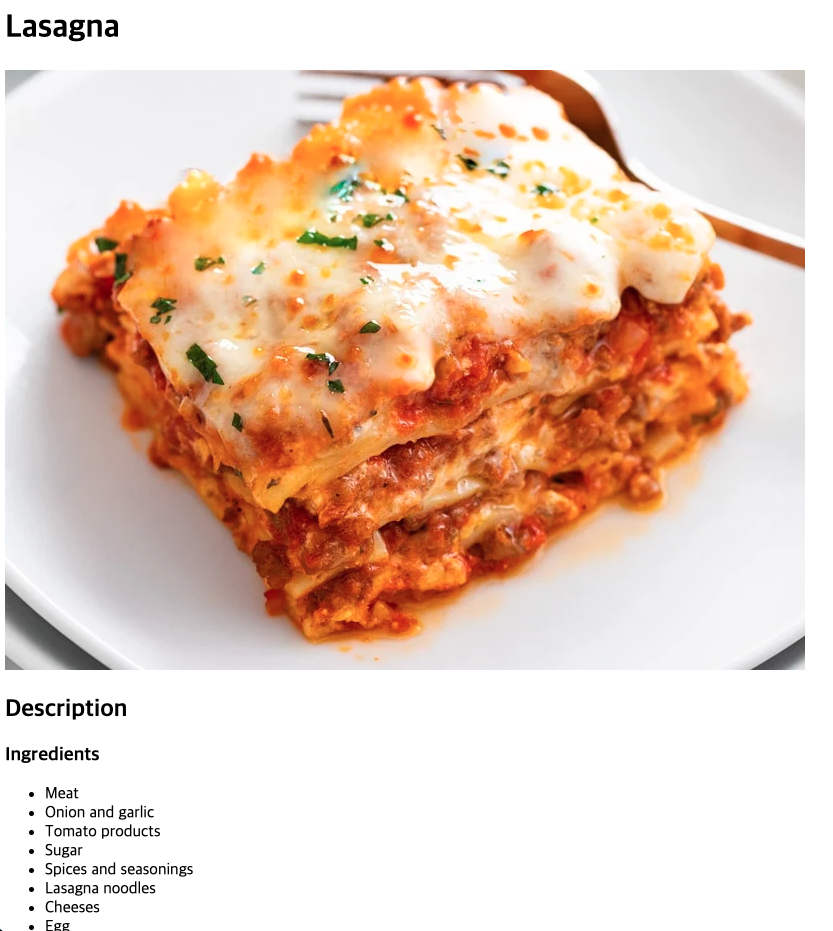 Lasagna
Description
Ingredients
Meat
Onion and garlic
Tomato products
Sugar
Spices and seasonings
Lasagna noodles
Cheeses
Egg